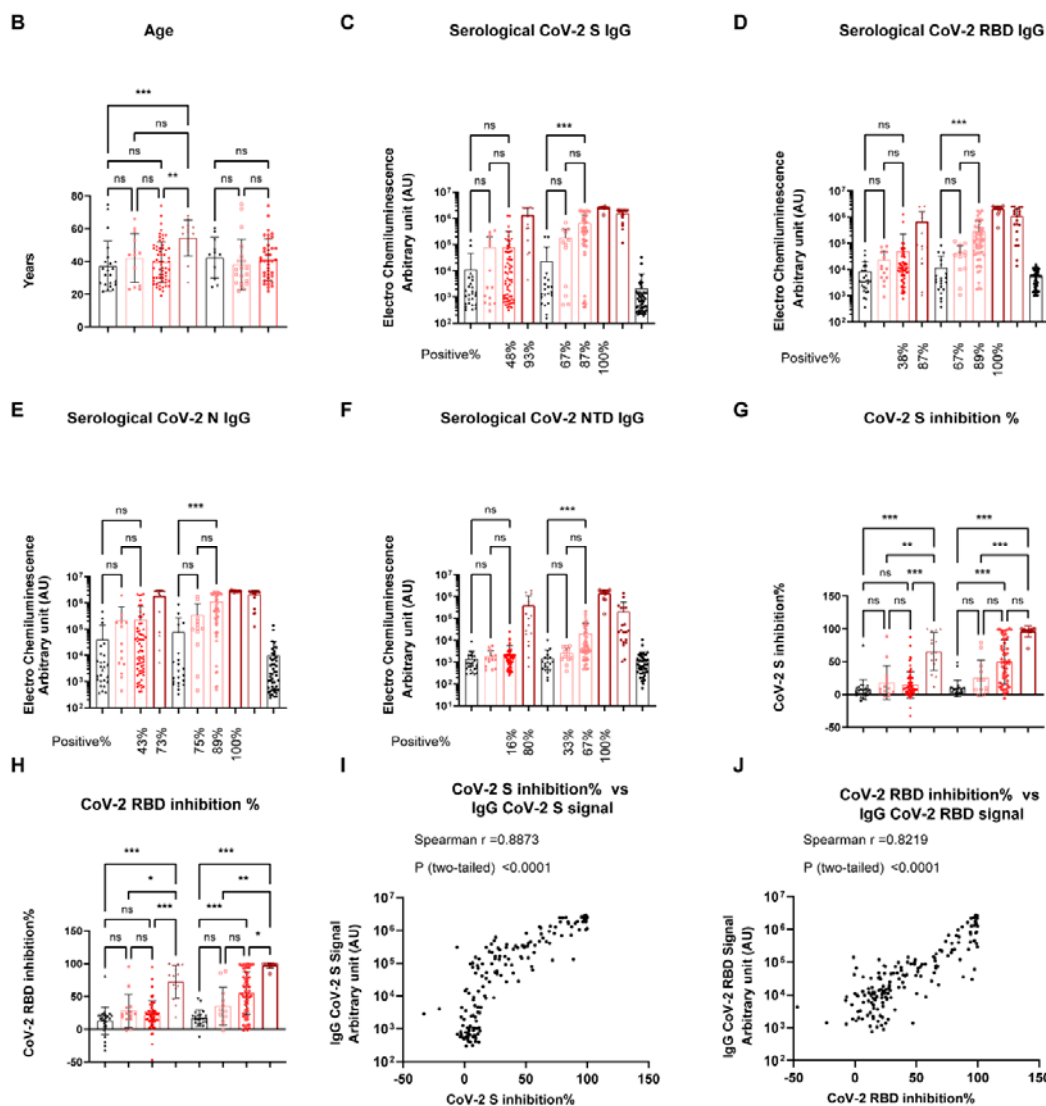 B
Age
***
ns
ns
ns
ns
ns
**
ns
ns
80
60
40
20
0
Years
C
Serological CoV-2 S IgG
ns
***
ns
ns
ns
ns
Electro Chemiluminescence
Arbitrary unit (AU)
10⁷
10⁶
10⁵
10⁴
10³
10²
Positive%
48%
93%
67%
87%
100%
D
Serological CoV-2 RBD IgG
ns
***
ns
ns
ns
ns
Electro Chemiluminescence
Arbitrary unit (AU)
10⁷
10⁶
10⁵
10⁴
10³
10²
Positive%
38%
87%
67%
89%
100%
E
Serological CoV-2 N IgG
ns
***
ns
ns
ns
ns
Electro Chemiluminescence
Arbitrary unit (AU)
10⁷
10⁶
10⁵
10⁴
10³
10²
Positive%
43%
73%
75%
89%
100%
F
Serological CoV-2 NTD IgG
ns
***
ns
ns
ns
ns
Electro Chemiluminescence
Arbitrary unit (AU)
10⁷
10⁶
10⁵
10⁴
10³
10²
10¹
Positive%
16%
80%
33%
67%
100%
G
CoV-2 S inhibition %
***
***
**
***
ns
***
***
ns
ns
ns
ns
ns
CoV-2 S inhibition%
150
100
50
0
-50
H
CoV-2 RBD inhibition %
***
***
*
**
ns
***
***
ns
ns
ns
ns
*
CoV-2 RBD inhibition%
150
100
50
0
-50
I
CoV-2 S inhibition% vs
IgG CoV-2 S signal
Spearman r =0.8873
P (two-tailed) <0.0001
IgG CoV-2 S Signal
Arbitrary unit (AU)
10⁷
10⁶
10⁵
10⁴
10³
10²
-50
0
50
100
150
CoV-2 S inhibition%
J
CoV-2 RBD inhibition% vs
IgG CoV-2 RBD signal
Spearman r =0.8219
P (two-tailed) <0.0001
IgG CoV-2 RBD Signal
Arbitrary unit (AU)
10⁷
10⁶
10⁵
10⁴
10³
10²
-50
0
50
100
150
CoV-2 RBD inhibition%